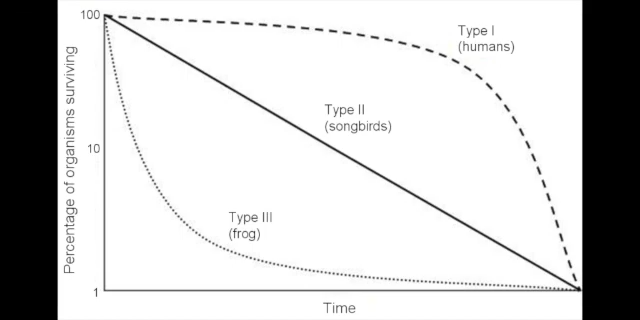 100
Type I
(humans)
Type II
(songbirds)
10
Type III
(frog)
1
Percentage of organisms surviving
Time